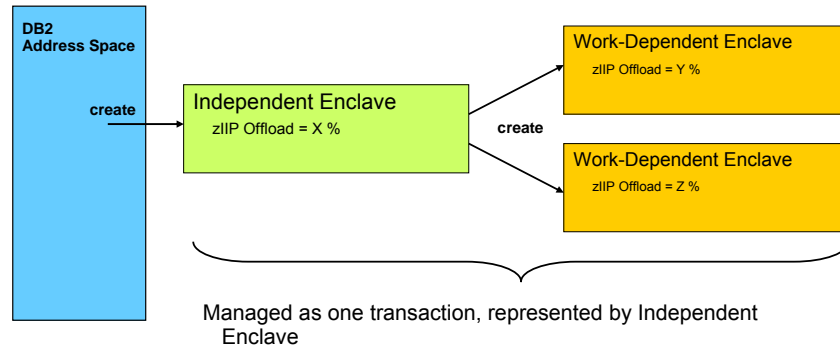 DB2
Address Space
create
Independent Enclave
zIIP Offload = X %
create
Work-Dependent Enclave
zIIP Offload = Y %
Work-Dependent Enclave
zIIP Offload = Z %
Managed as one transaction, represented by Independent
Enclave